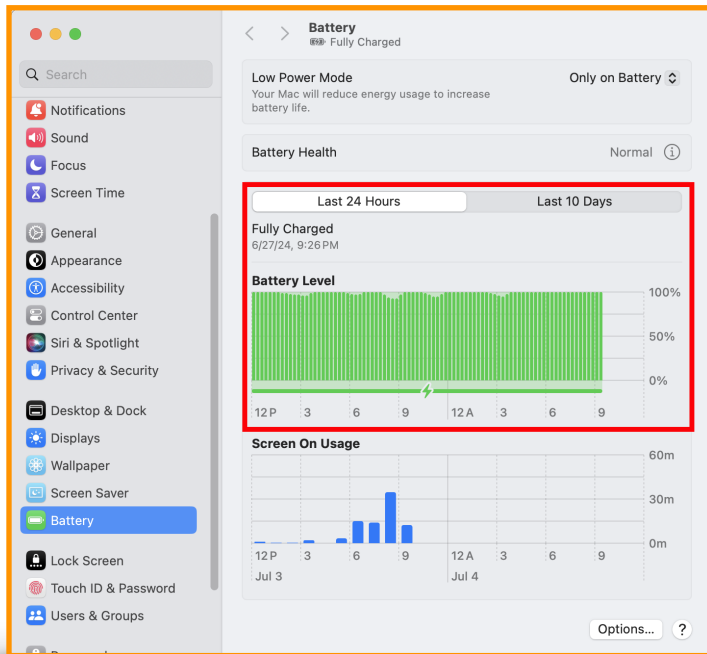 Battery
Fully Charged
Search
Notifications
Sound
Focus
Screen Time
General
Appearance
Accessibility
Control Center
Siri & Spotlight
Privacy & Security
Desktop & Dock
Displays
Wallpaper
Screen Saver
Battery
Lock Screen
Touch ID & Password
Users & Groups
Low Power Mode
Only on Battery
Your Mac will reduce energy usage to increase
battery life.
Battery Health
Normal
Last 24 Hours
Last 10 Days
Fully Charged
6/27/24, 9:26 PM
Battery Level
100%
50%
0%
12 P 3 6 9 12 A 3 6 9
Screen On Usage
60m
30m
0m
12 P 3 6 9 12 A 3 6 9
Jul 3 Jul 4
Options...
?